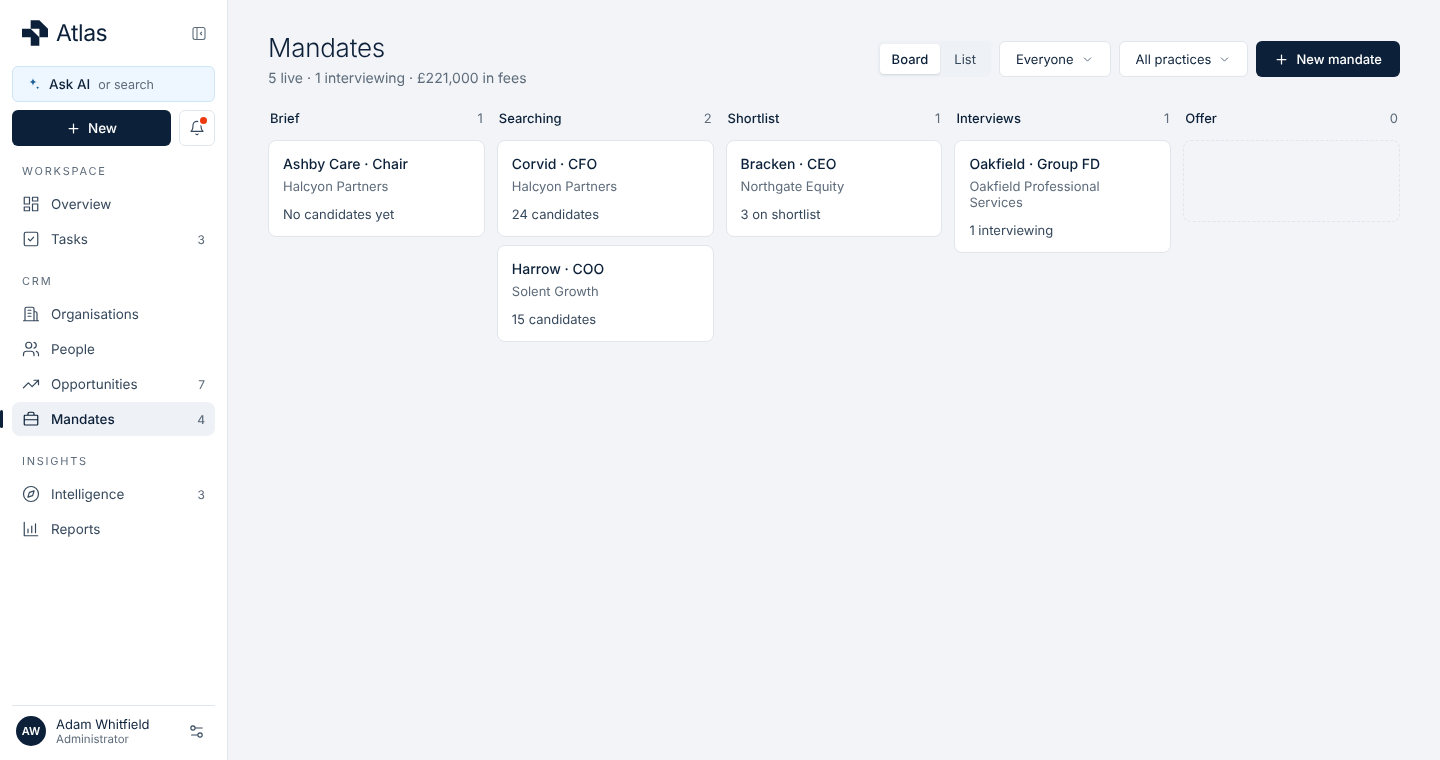 Atlas
Ask AI or search
New
WORKSPACE
Overview
Tasks 3
CRM
Organisations
People
Opportunities 7
Mandates 4
INSIGHTS
Intelligence 3
Reports
AW
Adam Whitfield
Administrator
Mandates
5 live · 1 interviewing · £221,000 in fees
Board List Everyone All practices New mandate
Brief 1
Ashby Care · Chair
Halcyon Partners
No candidates yet
Searching 2
Corvid · CFO
Halcyon Partners
24 candidates
Harrow · COO
Solent Growth
15 candidates
Shortlist 1
Bracken · CEO
Northgate Equity
3 on shortlist
Interviews 1
Oakfield · Group FD
Oakfield Professional
Services
1 interviewing
Offer 0